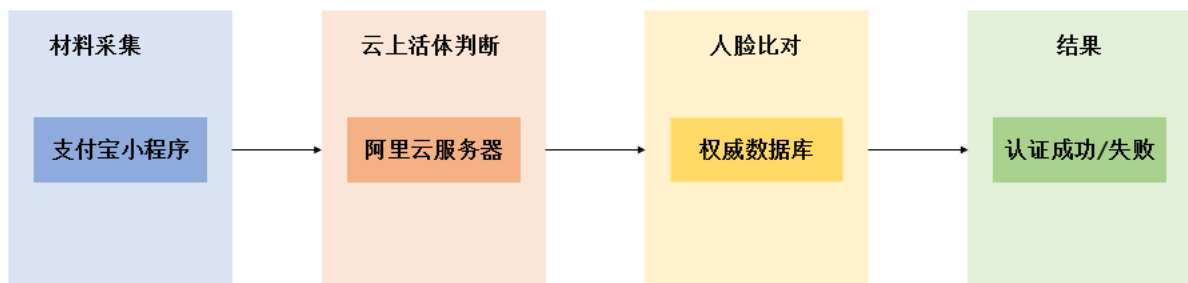 材料采集
支付宝小程序
云上活体判断
阿里云服务器
人脸比对
权威数据库
结果
认证成功/失败